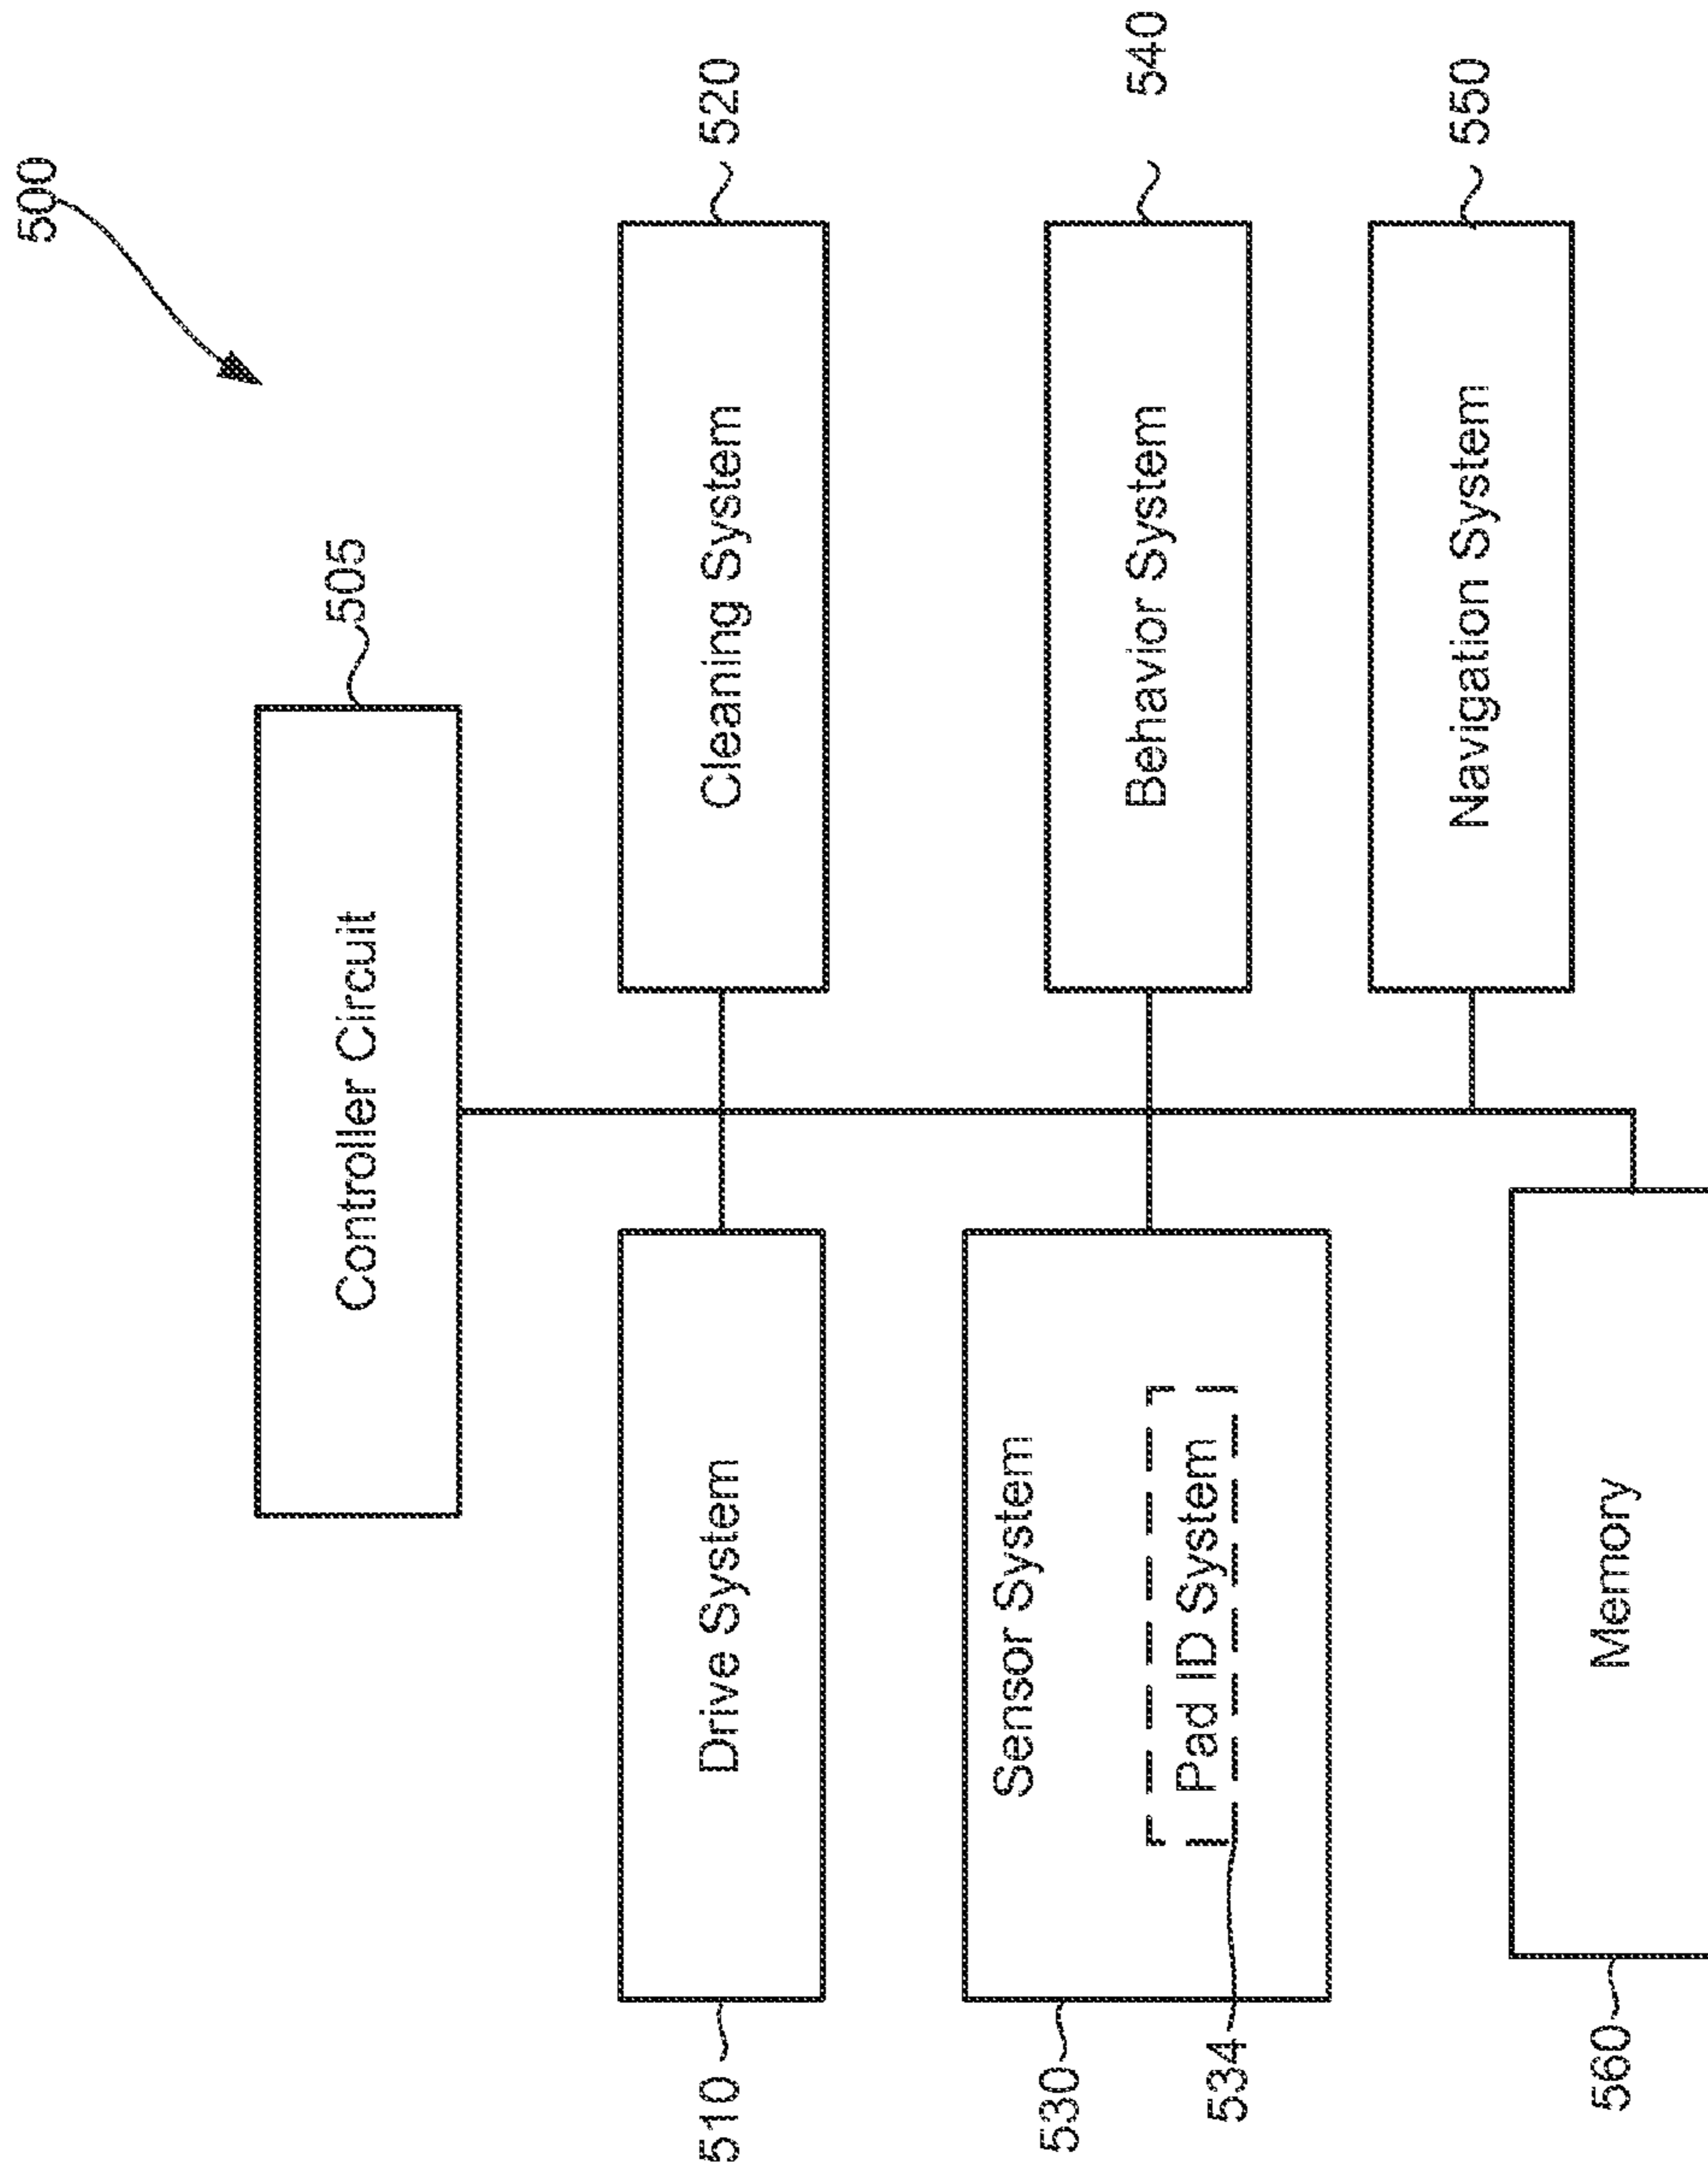 500
Controller Circuit
505
Drive System
510
Cleaning System
520
Sensor System
530
Pad ID System
534
Behavior System
540
Navigation System
550
Memory
560